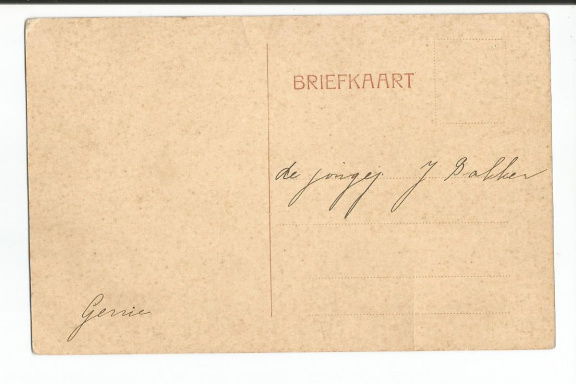 BRIEFKAART
de jongej. J Bakker
Gerrie